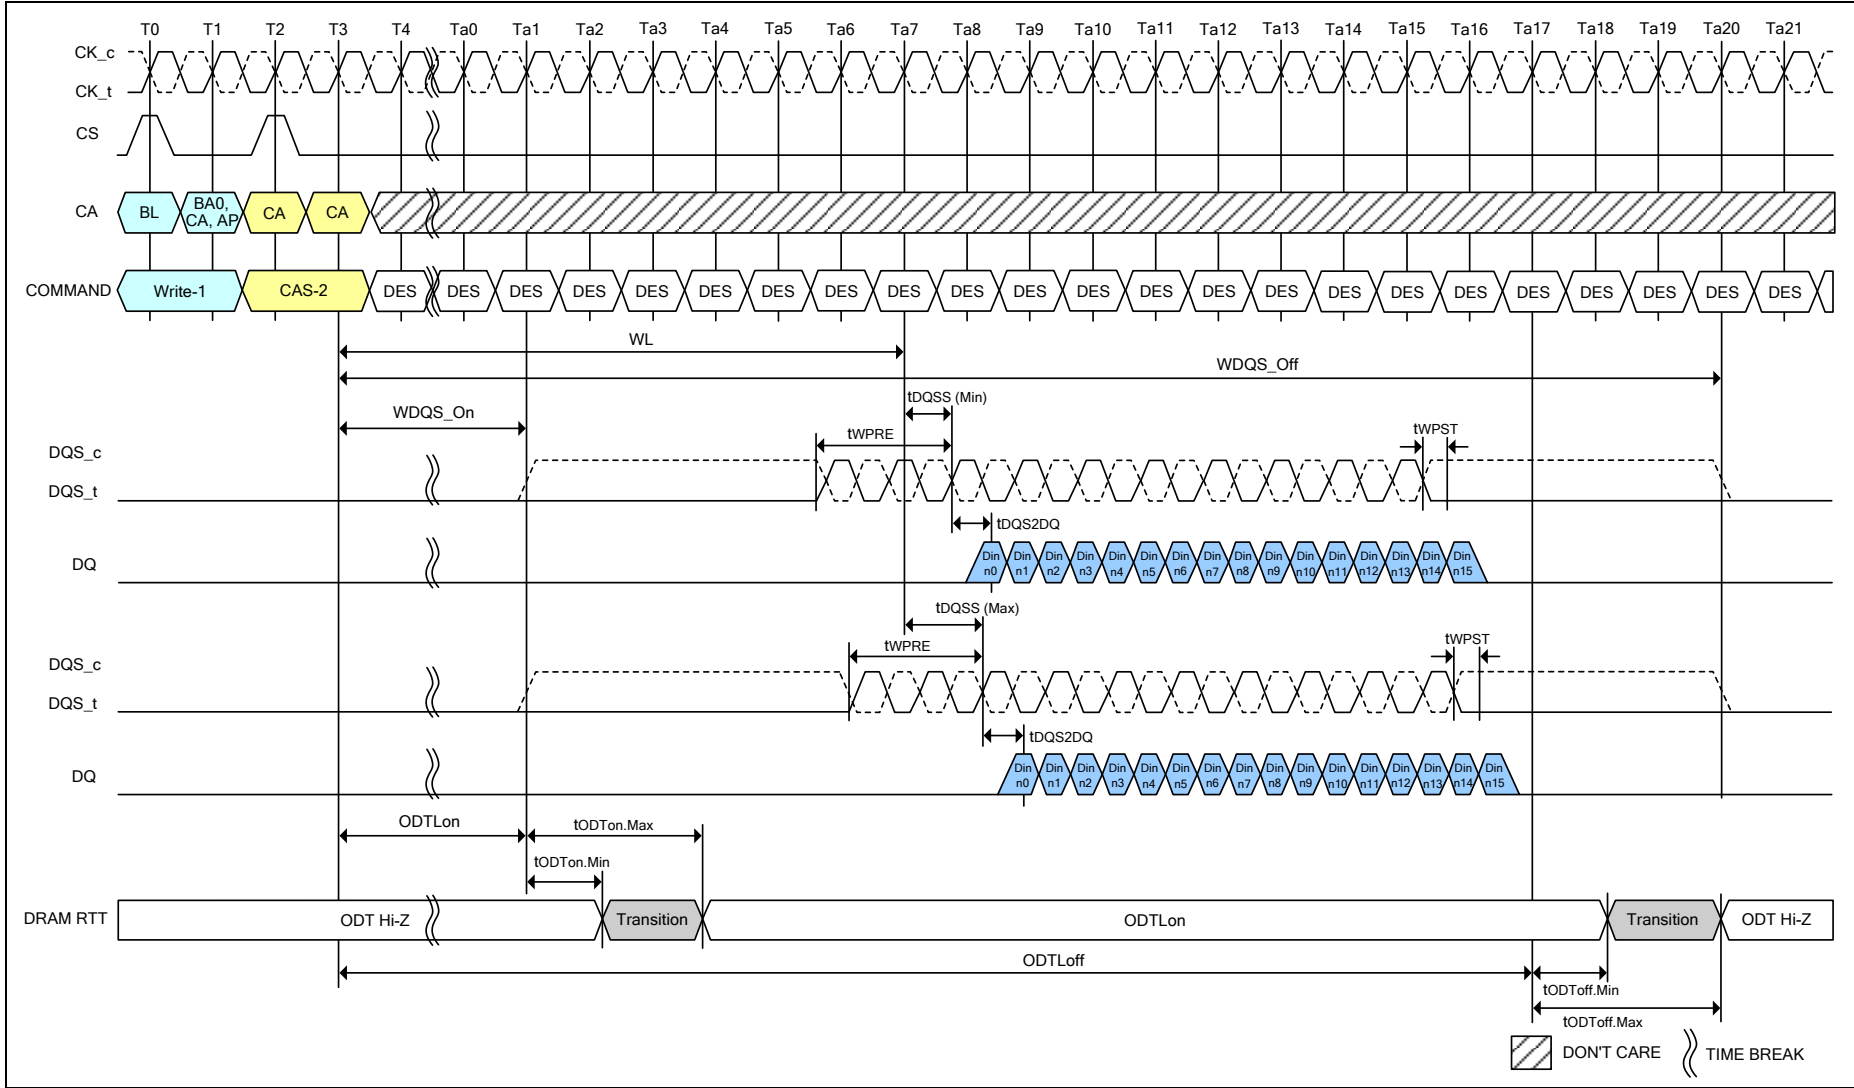 T0 T1 T2 T3 T4 Ta0 Ta1 Ta2 Ta3 Ta4 Ta5 Ta6 Ta7 Ta8 Ta9 Ta10 Ta11 Ta12 Ta13 Ta14 Ta15 Ta16 Ta17 Ta18 Ta19 Ta20 Ta21
CK_c
CK_t
CS
CA BL BA0, CA, AP CA CA
COMMAND Write-1 CAS-2 DES DES DES DES DES DES DES DES DES DES DES DES DES DES DES DES DES DES DES DES DES DES DES
WL
WDQS_Off
tDQSS (Min)
WDQS_On
tWPRE
tWPST
DQS_c
DQS_t
tDQS2DQ
DQ Din n0 Din n1 Din n2 Din n3 Din n4 Din n5 Din n6 Din n7 Din n8 Din n9 Din n10 Din n11 Din n12 Din n13 Din n14 Din n15
tDQSS (Max)
tWPRE
tWPST
DQS_c
DQS_t
tDQS2DQ
DQ Din n0 Din n1 Din n2 Din n3 Din n4 Din n5 Din n6 Din n7 Din n8 Din n9 Din n10 Din n11 Din n12 Din n13 Din n14 Din n15
ODTLon
tODTon.Max
tODTon.Min
DRAM RTT ODT Hi-Z Transition ODTLon Transition ODT Hi-Z
ODTLoff
tODToff.Min
tODToff.Max
DON'T CARE TIME BREAK